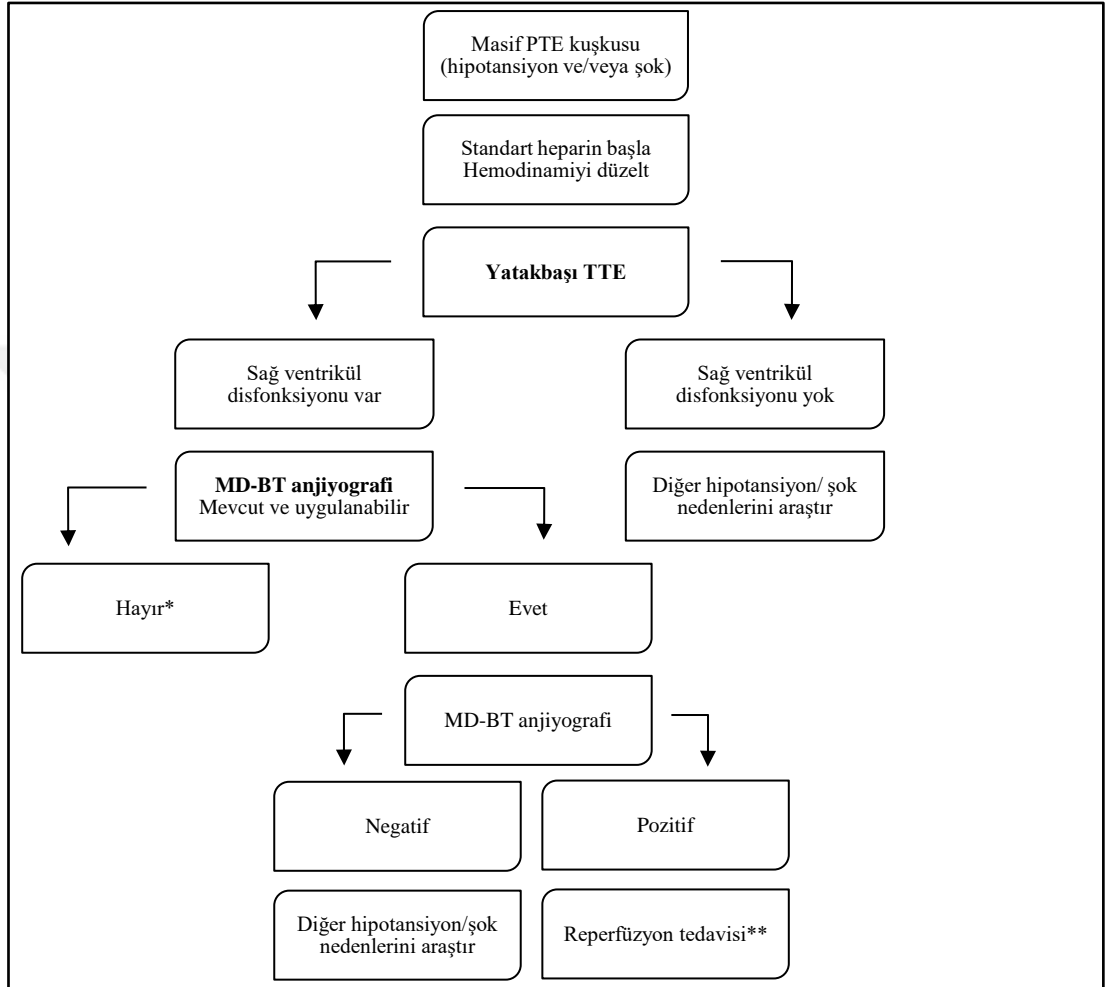 Masif PTE kuşkusu
(hipotansiyon ve/veya şok)
Standart heparin başla
Hemodinamiyi düzelt
Yatakbaşı TTE
Sağ ventrikül
disfonksiyonu var
Sağ ventrikül
disfonksiyonu yok
MD-BT anjiyografi
Mevcut ve uygulanabilir
Diğer hipotansiyon/ şok
nedenlerini araştır
Hayır*
Evet
MD-BT anjiyografi
Negatif
Pozitif
Diğer hipotansiyon/şok
nedenlerini araştır
Reperfüzyon tedavisi**